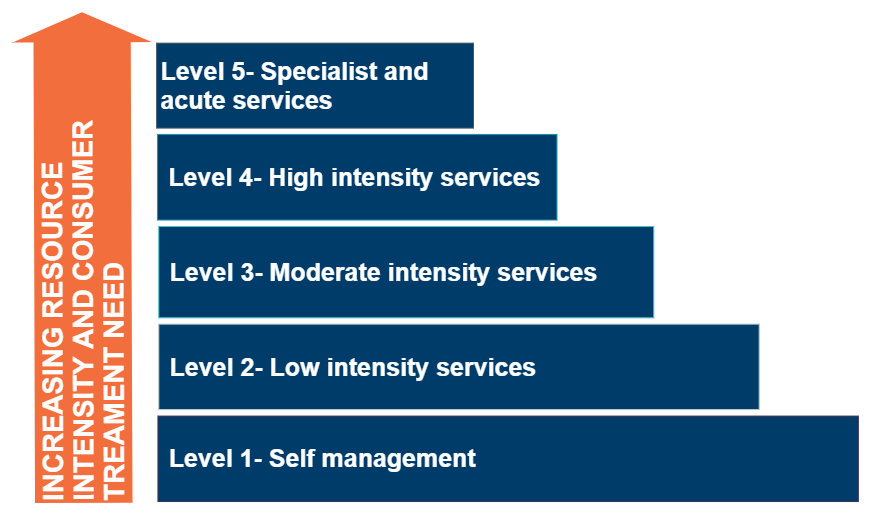 INCREASING RESOURCE
INTENSITY AND CONSUMER
TREAMENT NEED
Level 5- Specialist and
acute services
Level 4- High intensity services
Level 3- Moderate intensity services
Level 2- Low intensity services
Level 1- Self management